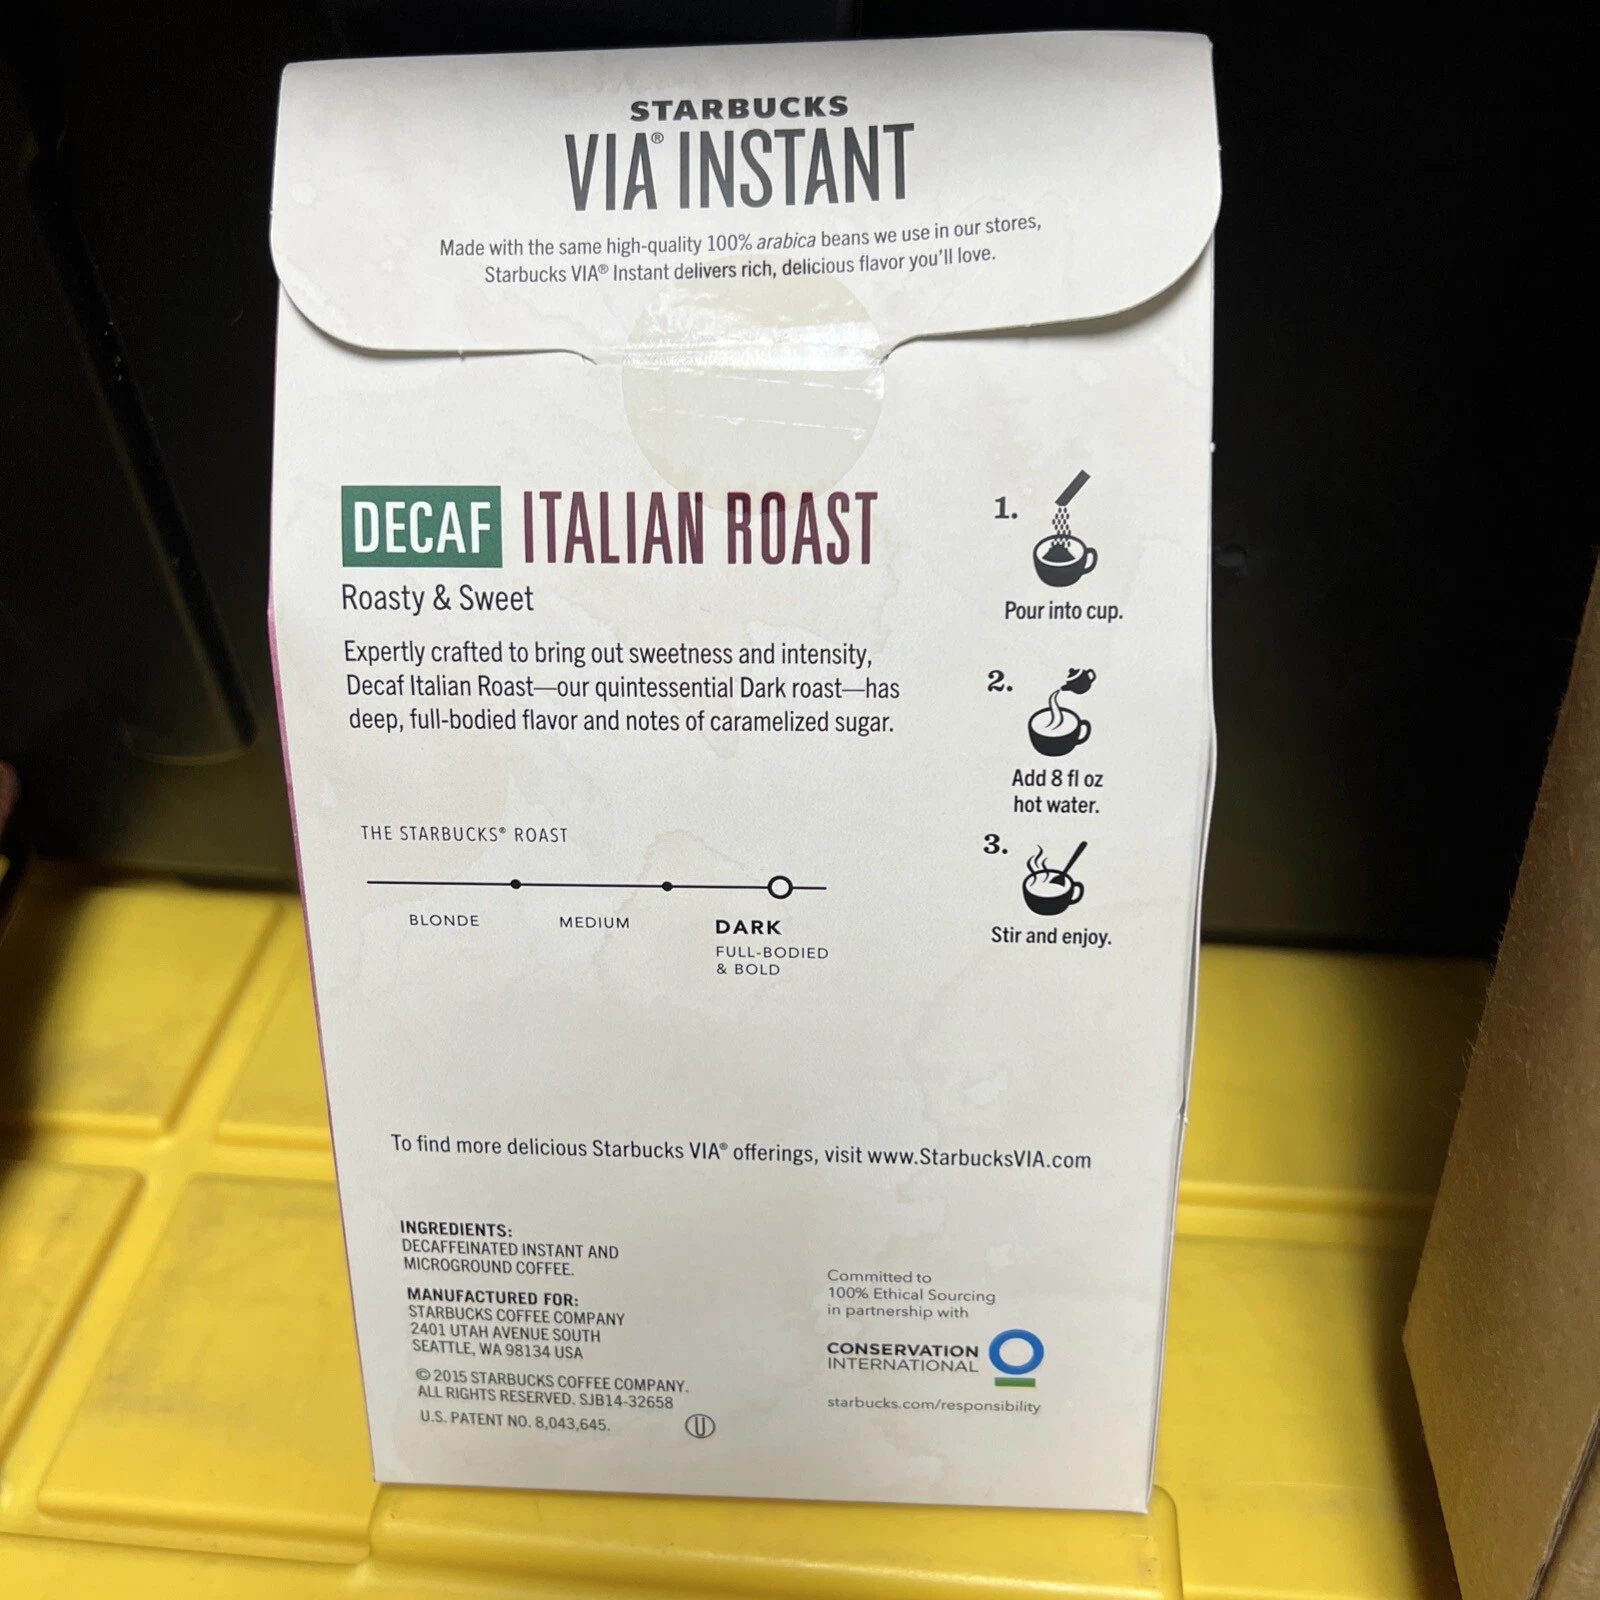 STARBUCKS
VIA® INSTANT
Made with the same high-quality 100% arabica beans we use in our stores,
Starbucks VIA® Instant delivers rich, delicious flavor you'll love.
DECAF ITALIAN ROAST
Roasty & Sweet
Expertly crafted to bring out sweetness and intensity,
Decaf Italian Roast—our quintessential Dark roast—has
deep, full-bodied flavor and notes of caramelized sugar.
THE STARBUCKS® ROAST
BLONDE
MEDIUM
DARK
FULL-BODIED
& BOLD
1.
Pour into cup.
2.
Add 8 fl oz
hot water.
3.
Stir and enjoy.
To find more delicious Starbucks VIA® offerings, visit www.StarbucksVIA.com
INGREDIENTS:
DECAFFEINATED INSTANT AND
MICROGROUND COFFEE.
MANUFACTURED FOR:
STARBUCKS COFFEE COMPANY
2401 UTAH AVENUE SOUTH
SEATTLE, WA 98134 USA
© 2015 STARBUCKS COFFEE COMPANY.
ALL RIGHTS RESERVED. SJB14-32658
U.S. PATENT NO. 8,043,645.
U
Committed to
100% Ethical Sourcing
in partnership with
CONSERVATION
INTERNATIONAL
starbucks.com/responsibility